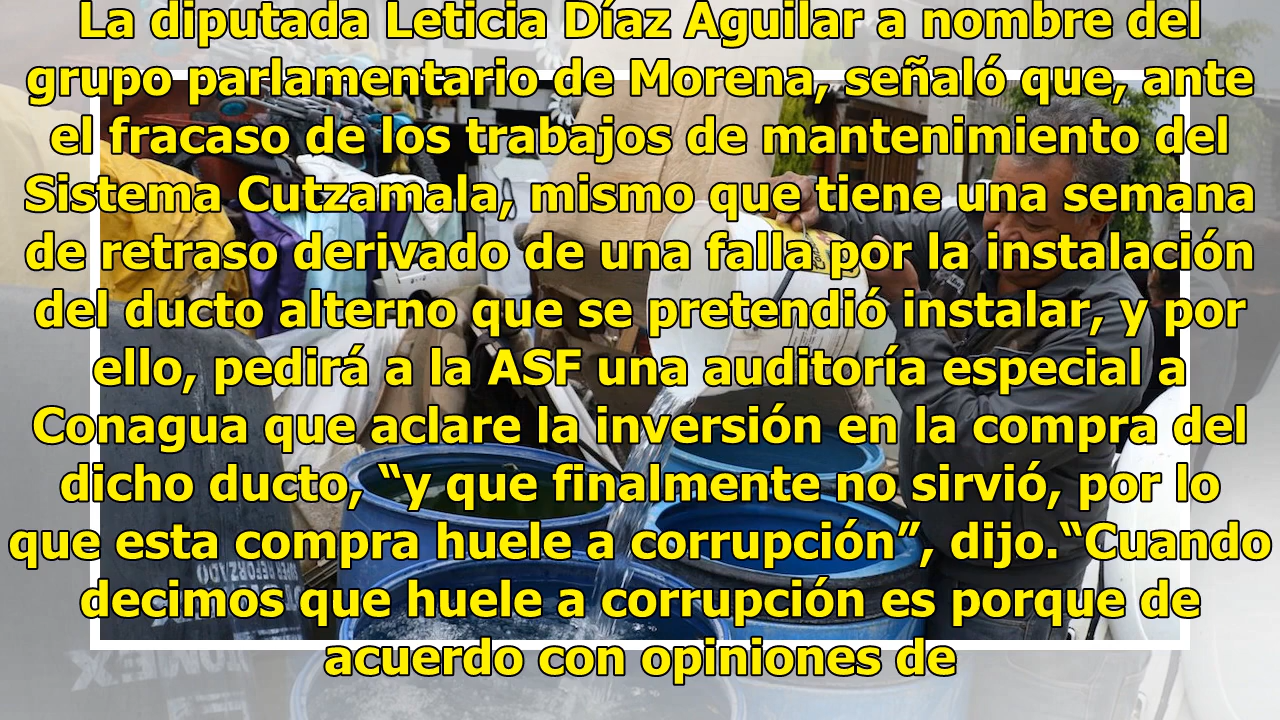 La diputada Leticia Díaz Aguilar a nombre del
grupo parlamentario de Morena, señaló que, ante
el fracaso de los trabajos de mantenimiento del
Sistema Cutzamala, mismo que tiene una semana
de retraso derivado de una falla por la instalación
del ducto alterno que se pretendió instalar, y por
ello, pedirá a la ASF una auditoría especial a
Conagua que aclare la inversión en la compra del
dicho ducto, “y que finalmente no sirvió, por lo
que esta compra huele a corrupción”, dijo.“Cuando
decimos que huele a corrupción es porque de
acuerdo con opiniones de